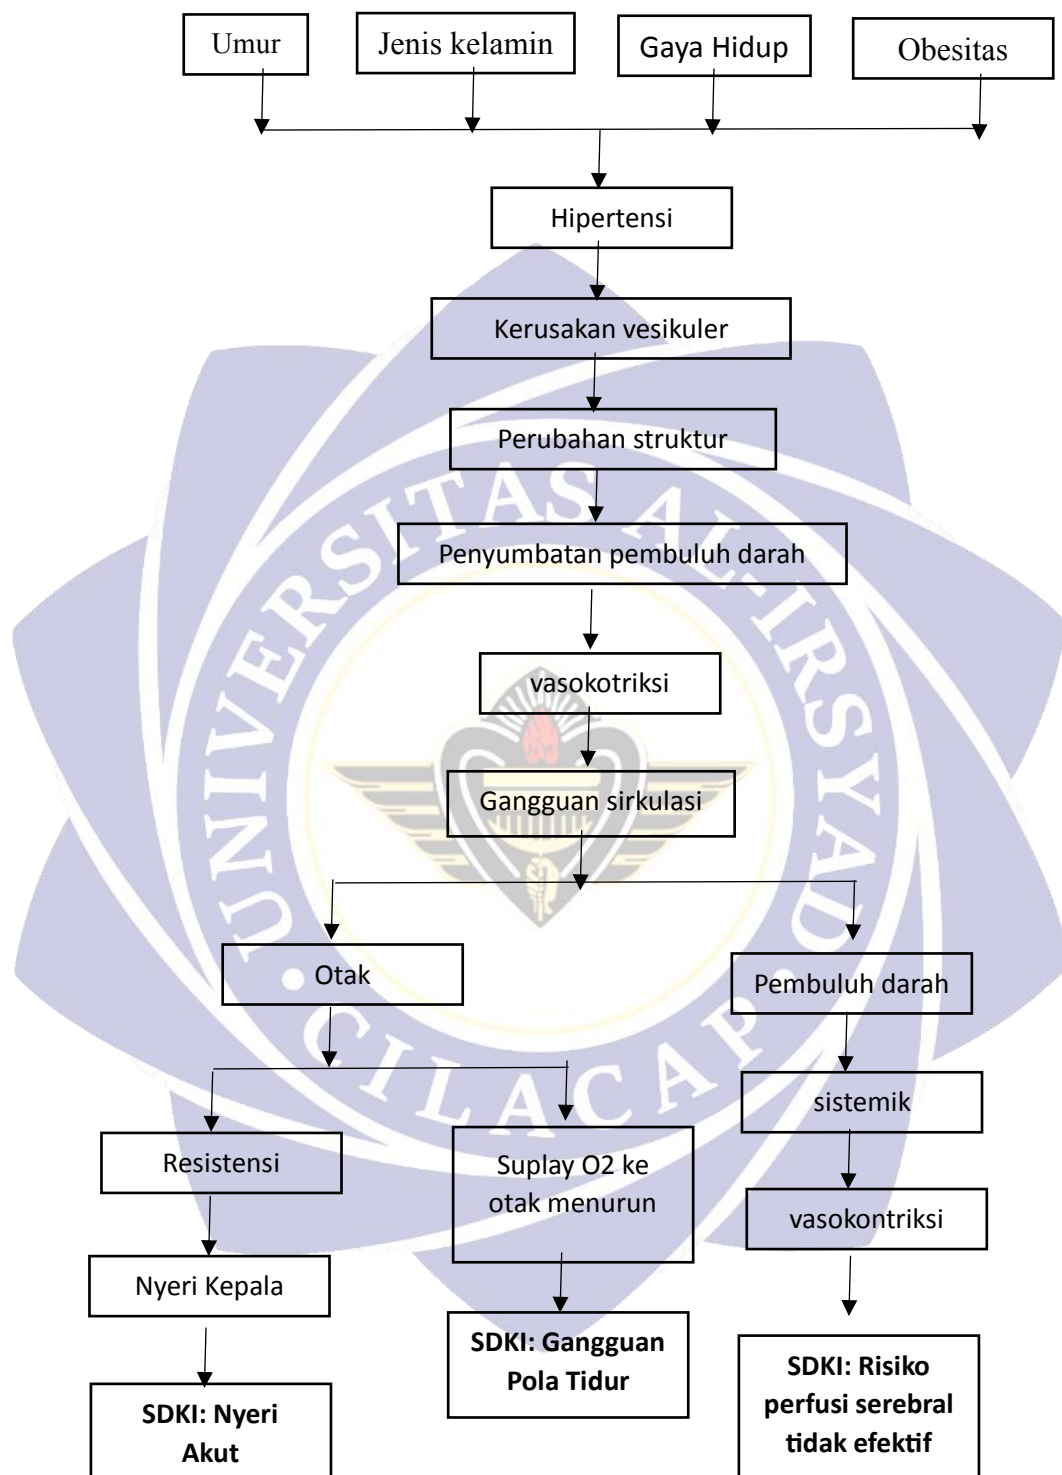 Umur
Jenis kelamin
Gaya Hidup
Obesitas
Hipertensi
Kerusakan vesikuler
Perubahan struktur
Penyumbatan pembuluh darah
vasokotriksi
Gangguan sirkulasi
Otak
Pembuluh darah
sistemik
Resistensi
Suplay O2 ke
otak menurun
vasokontriksi
Nyeri Kepala
SDKI: Gangguan
Pola Tidur
SDKI: Risiko
perfusi serebral
tidak efektif
SDKI: Nyeri
Akut
UNIVERSITAS AL-IRSYAD
CILACAP